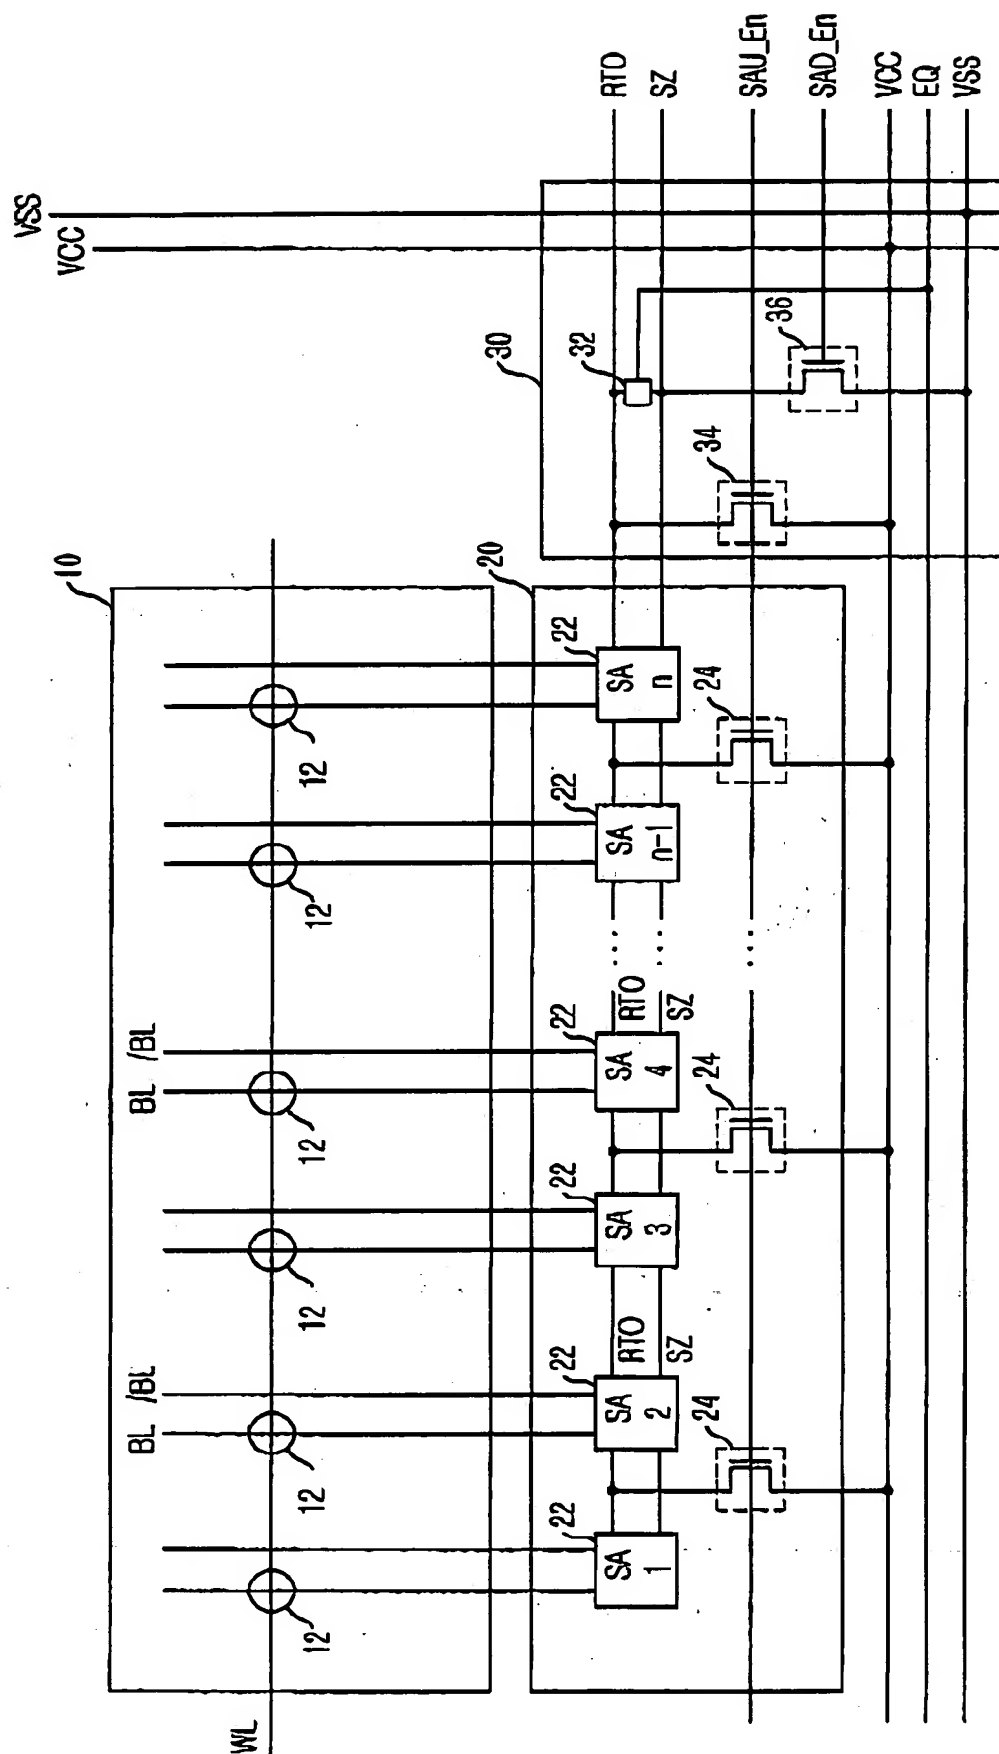 VSS
VCC
RTO
SZ
SAU_En
SAD_En
VCC
EQ
VSS
30
32
34
36
10
20
WL
BL
/BL
BL
/BL
12
12
12
12
12
12
22
22
22
22
22
22
SA
1
SA
2
SA
3
SA
4
SA
n-1
SA
n
RTO
SZ
RTO
SZ
...
...
...
24
24
24